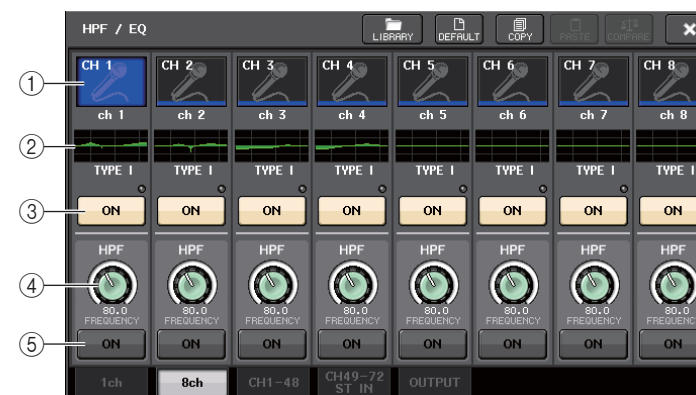 HPF / EQ
LIBRARY DEFAULT COPY PASTE COMPARE
① CH 1 CH 2 CH 3 CH 4 CH 5 CH 6 CH 7 CH 8
ch 1 ch 2 ch 3 ch 4 ch 5 ch 6 ch 7 ch 8
②
TYPE I TYPE I TYPE I TYPE I TYPE I TYPE I TYPE I TYPE I
③ ON ON ON ON ON ON ON ON
HPF HPF HPF HPF HPF HPF HPF HPF
④
80.0 80.0 80.0 80.0 80.0 80.0 80.0 80.0
FREQUENCY FREQUENCY FREQUENCY FREQUENCY FREQUENCY FREQUENCY FREQUENCY
⑤ ON ON ON ON ON ON ON ON
1ch 8ch CH1-48 CH49-72 OUTPUT
ST IN